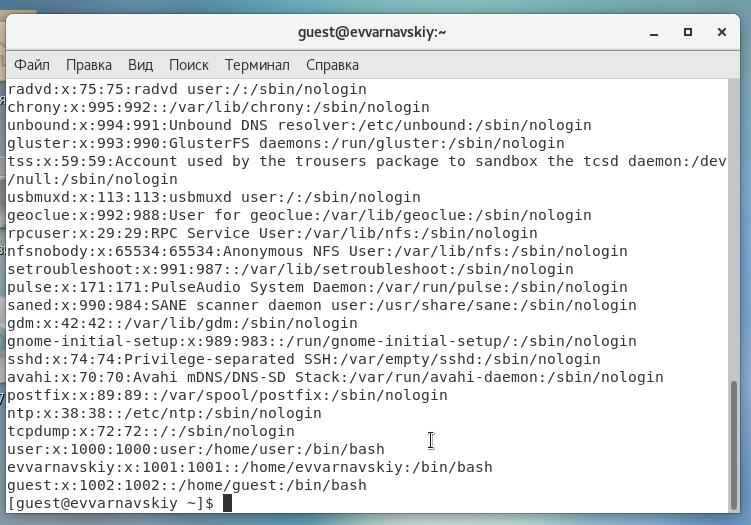 guest@evvarnavskiy:~
Файл Правка Вид Поиск Терминал Справка
radvd:x:75:75:radvd user:/:/sbin/nologin
chrony:x:995:992::/var/lib/chrony:/sbin/nologin
unbound:x:994:991:Unbound DNS resolver:/etc/unbound:/sbin/nologin
gluster:x:993:990:GlusterFS daemons:/run/gluster:/sbin/nologin
tss:x:59:59:Account used by the trousers package to sandbox the tcsd daemon:/dev
/null:/sbin/nologin
usbmuxd:x:113:113:usbmuxd user:/:/sbin/nologin
geoclue:x:992:988:User for geoclue:/var/lib/geoclue:/sbin/nologin
rpcuser:x:29:29:RPC Service User:/var/lib/nfs:/sbin/nologin
nfsnobody:x:65534:65534:Anonymous NFS User:/var/lib/nfs:/sbin/nologin
setroubleshoot:x:991:987::/var/lib/setroubleshoot:/sbin/nologin
pulse:x:171:171:PulseAudio System Daemon:/var/run/pulse:/sbin/nologin
saned:x:990:984:SANE scanner daemon user:/usr/share/sane:/sbin/nologin
gdm:x:42:42::/var/lib/gdm:/sbin/nologin
gnome-initial-setup:x:989:983::/run/gnome-initial-setup/:/sbin/nologin
sshd:x:74:74:Privilege-separated SSH:/var/empty/sshd:/sbin/nologin
avahi:x:70:70:Avahi mDNS/DNS-SD Stack:/var/run/avahi-daemon:/sbin/nologin
postfix:x:89:89::/var/spool/postfix:/sbin/nologin
ntp:x:38:38::/etc/ntp:/sbin/nologin
tcpdump:x:72:72::/:/sbin/nologin
user:x:1000:1000:user:/home/user:/bin/bash
evvarnavskiy:x:1001:1001::/home/evvarnavskiy:/bin/bash
guest:x:1002:1002::/home/guest:/bin/bash
[guest@evvarnavskiy ~]$